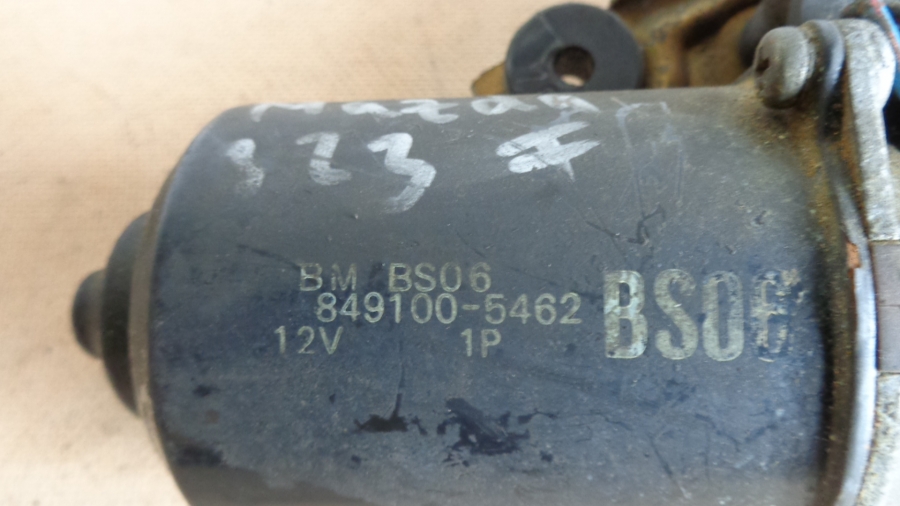 Mazda
323 F
BM BS06
849100-5462
12V 1P
BS06